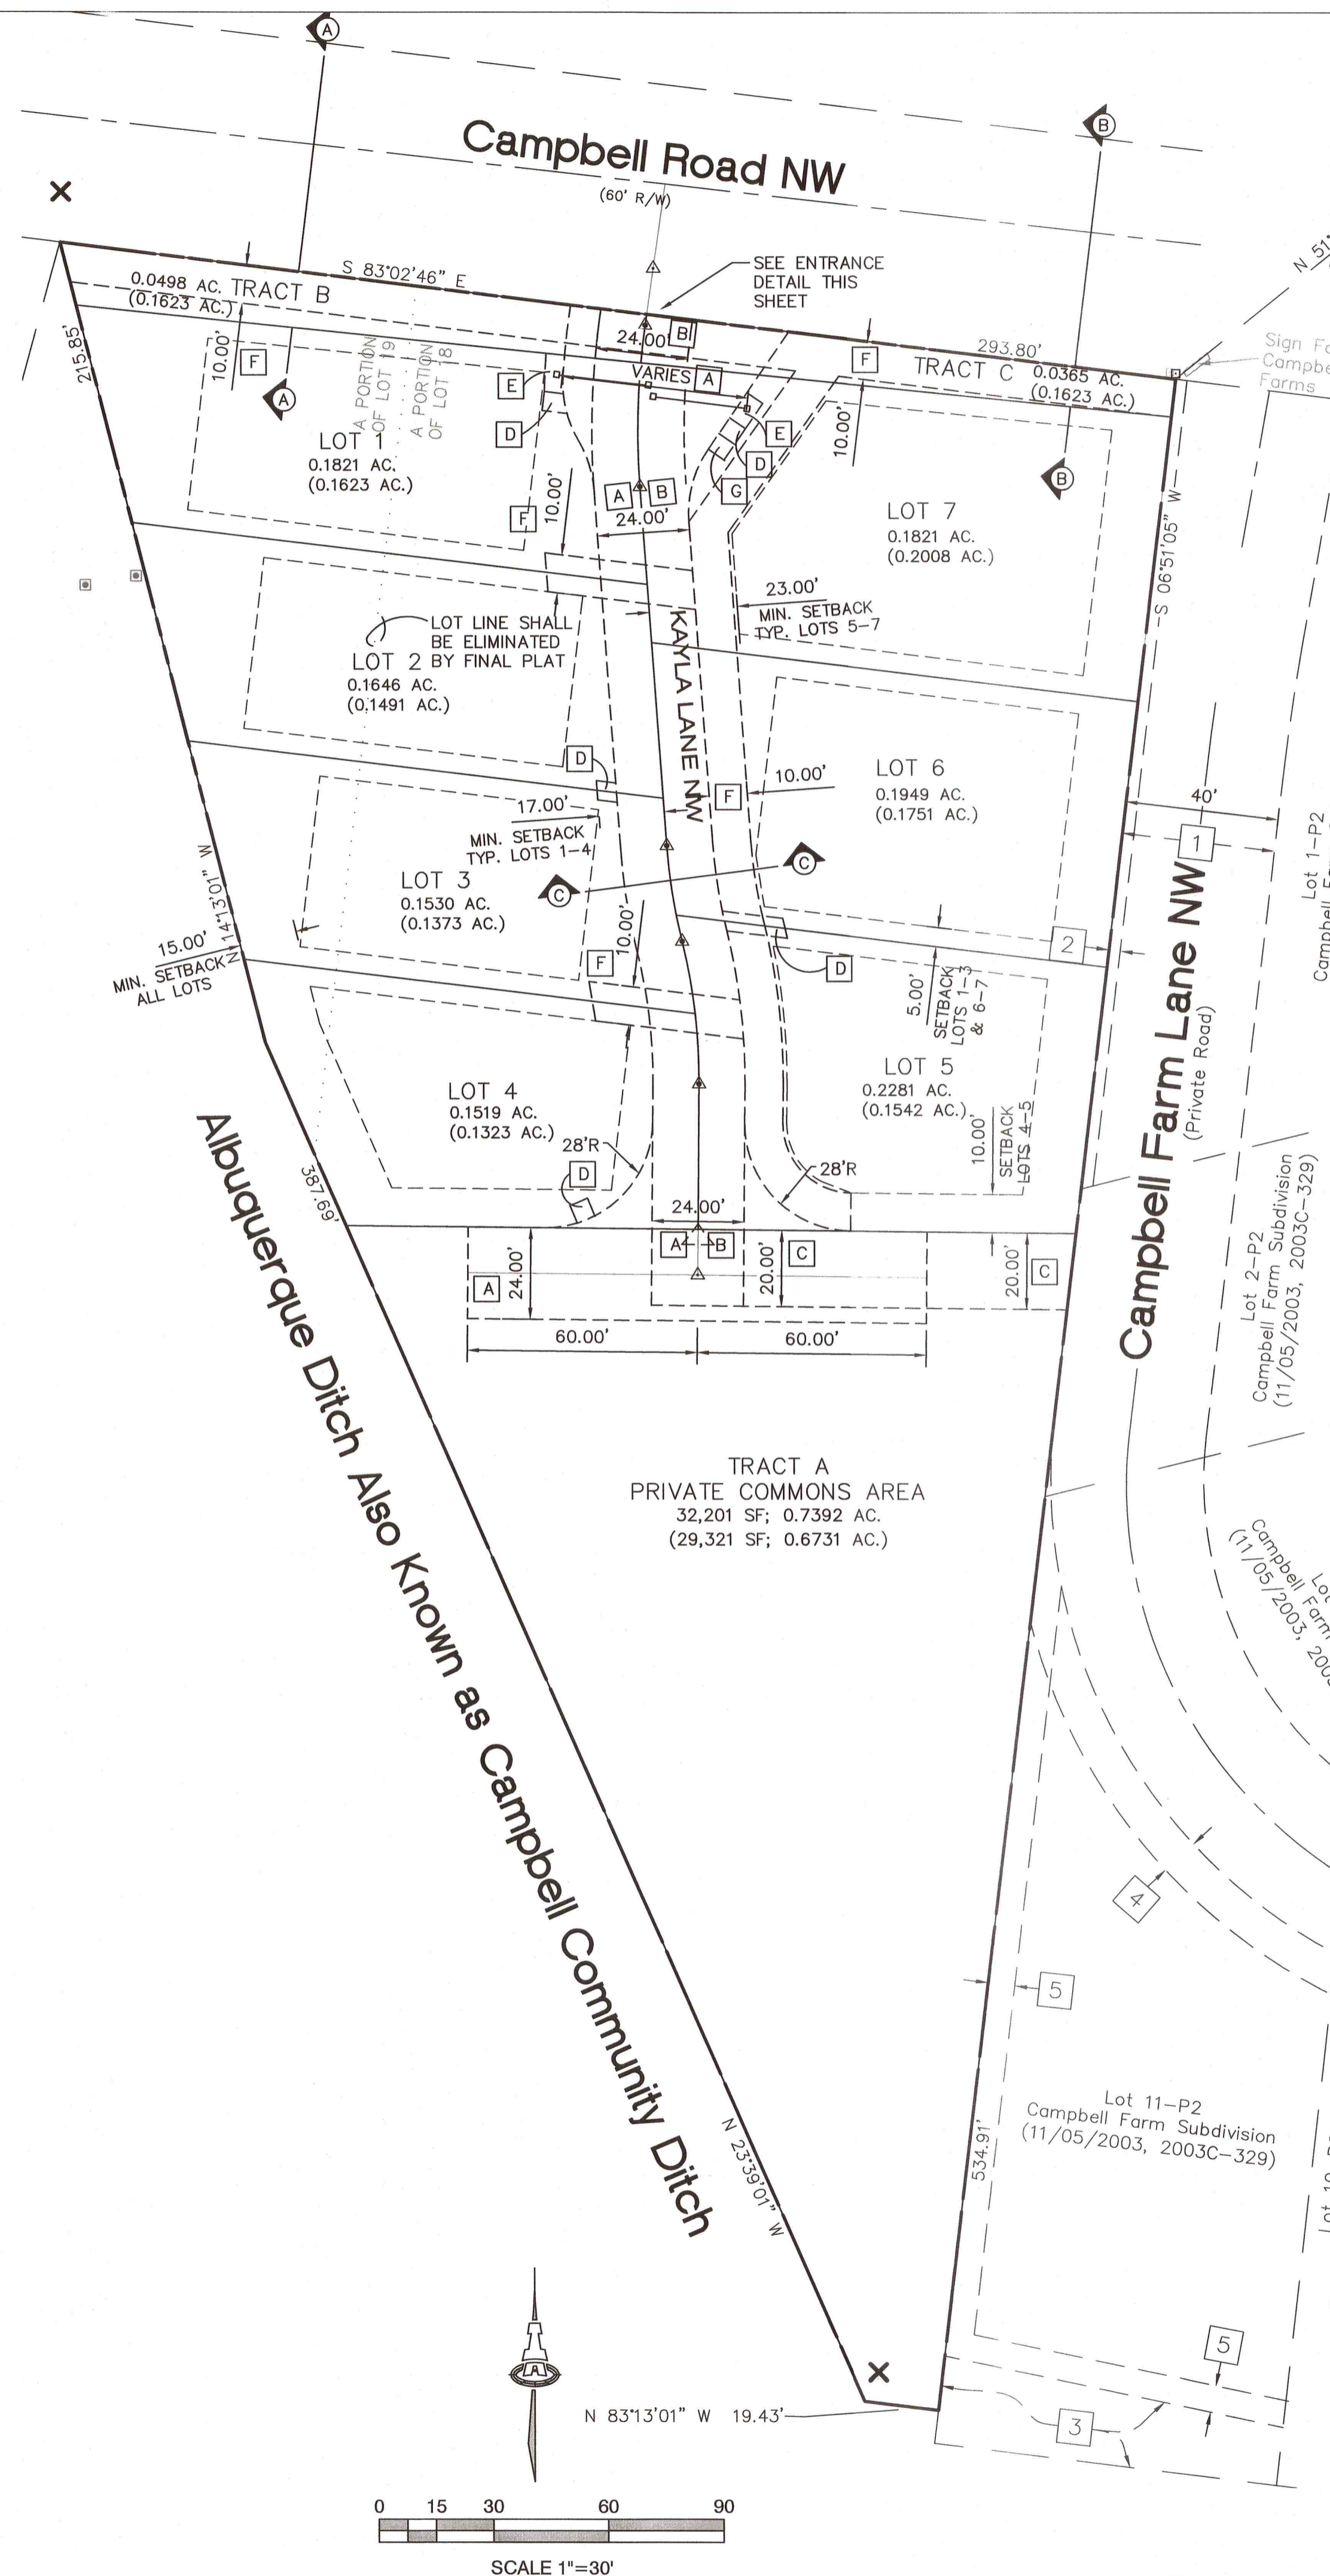 A
B
Campbell Road NW
(60' R/W)
X
SEE ENTRANCE
DETAIL THIS
SHEET
S 83°02'46" E
293.80'
0.0498 AC. TRACT B
(0.1623 AC.)
TRACT C 0.0365 AC.
(0.1623 AC.)
Farms
215.85'
10.00'
F
A
A PORTION
OF LOT 19
A PORTION
OF LOT 18
24.00'
B
VARIES A
E
D
E
D
G
F
10.00'
B
LOT 1
0.1821 AC.
(0.1623 AC.)
F
10.00'
A B
24.00'
LOT 7
0.1821 AC.
(0.2008 AC.)
S 06°51'05" W
23.00'
MIN. SETBACK
TYP. LOTS 5-7
LOT LINE SHALL
BE ELIMINATED
BY FINAL PLAT
LOT 2
0.1646 AC.
(0.1491 AC.)
KAYLA LANE NW
D
F
10.00'
LOT 6
0.1949 AC.
(0.1751 AC.)
40'
1
Lot 1-P2
17.00'
MIN. SETBACK
TYP. LOTS 1-4
C
C
LOT 3
0.1530 AC.
(0.1373 AC.)
N 14°13'01" W
15.00'
MIN. SETBACK
ALL LOTS
10.00'
F
D
2
5.00'
SETBACK
LOTS 1-3
& 6-7
Campbell Farm Lane NW
(Private Road)
LOT 5
0.2281 AC.
(0.1542 AC.)
LOT 4
0.1519 AC.
(0.1323 AC.)
28'R
D
28'R
10.00'
SETBACK
LOTS 4-5
387.69'
24.00'
A B
A
24.00'
20.00'
C
20.00'
C
60.00'
60.00'
Lot 2-P2
Campbell Farm Subdivision
(11/05/2003, 2003C-329)
Albuquerque Ditch Also Known as Campbell Community Ditch
TRACT A
PRIVATE COMMONS AREA
32,201 SF; 0.7392 AC.
(29,321 SF; 0.6731 AC.)
4
5
Lot 11-P2
Campbell Farm Subdivision
(11/05/2003, 2003C-329)
534.91'
N 23°39'01" W
5
X
N 83°13'01" W 19.43'
3
0 15 30 60 90
SCALE 1"=30'